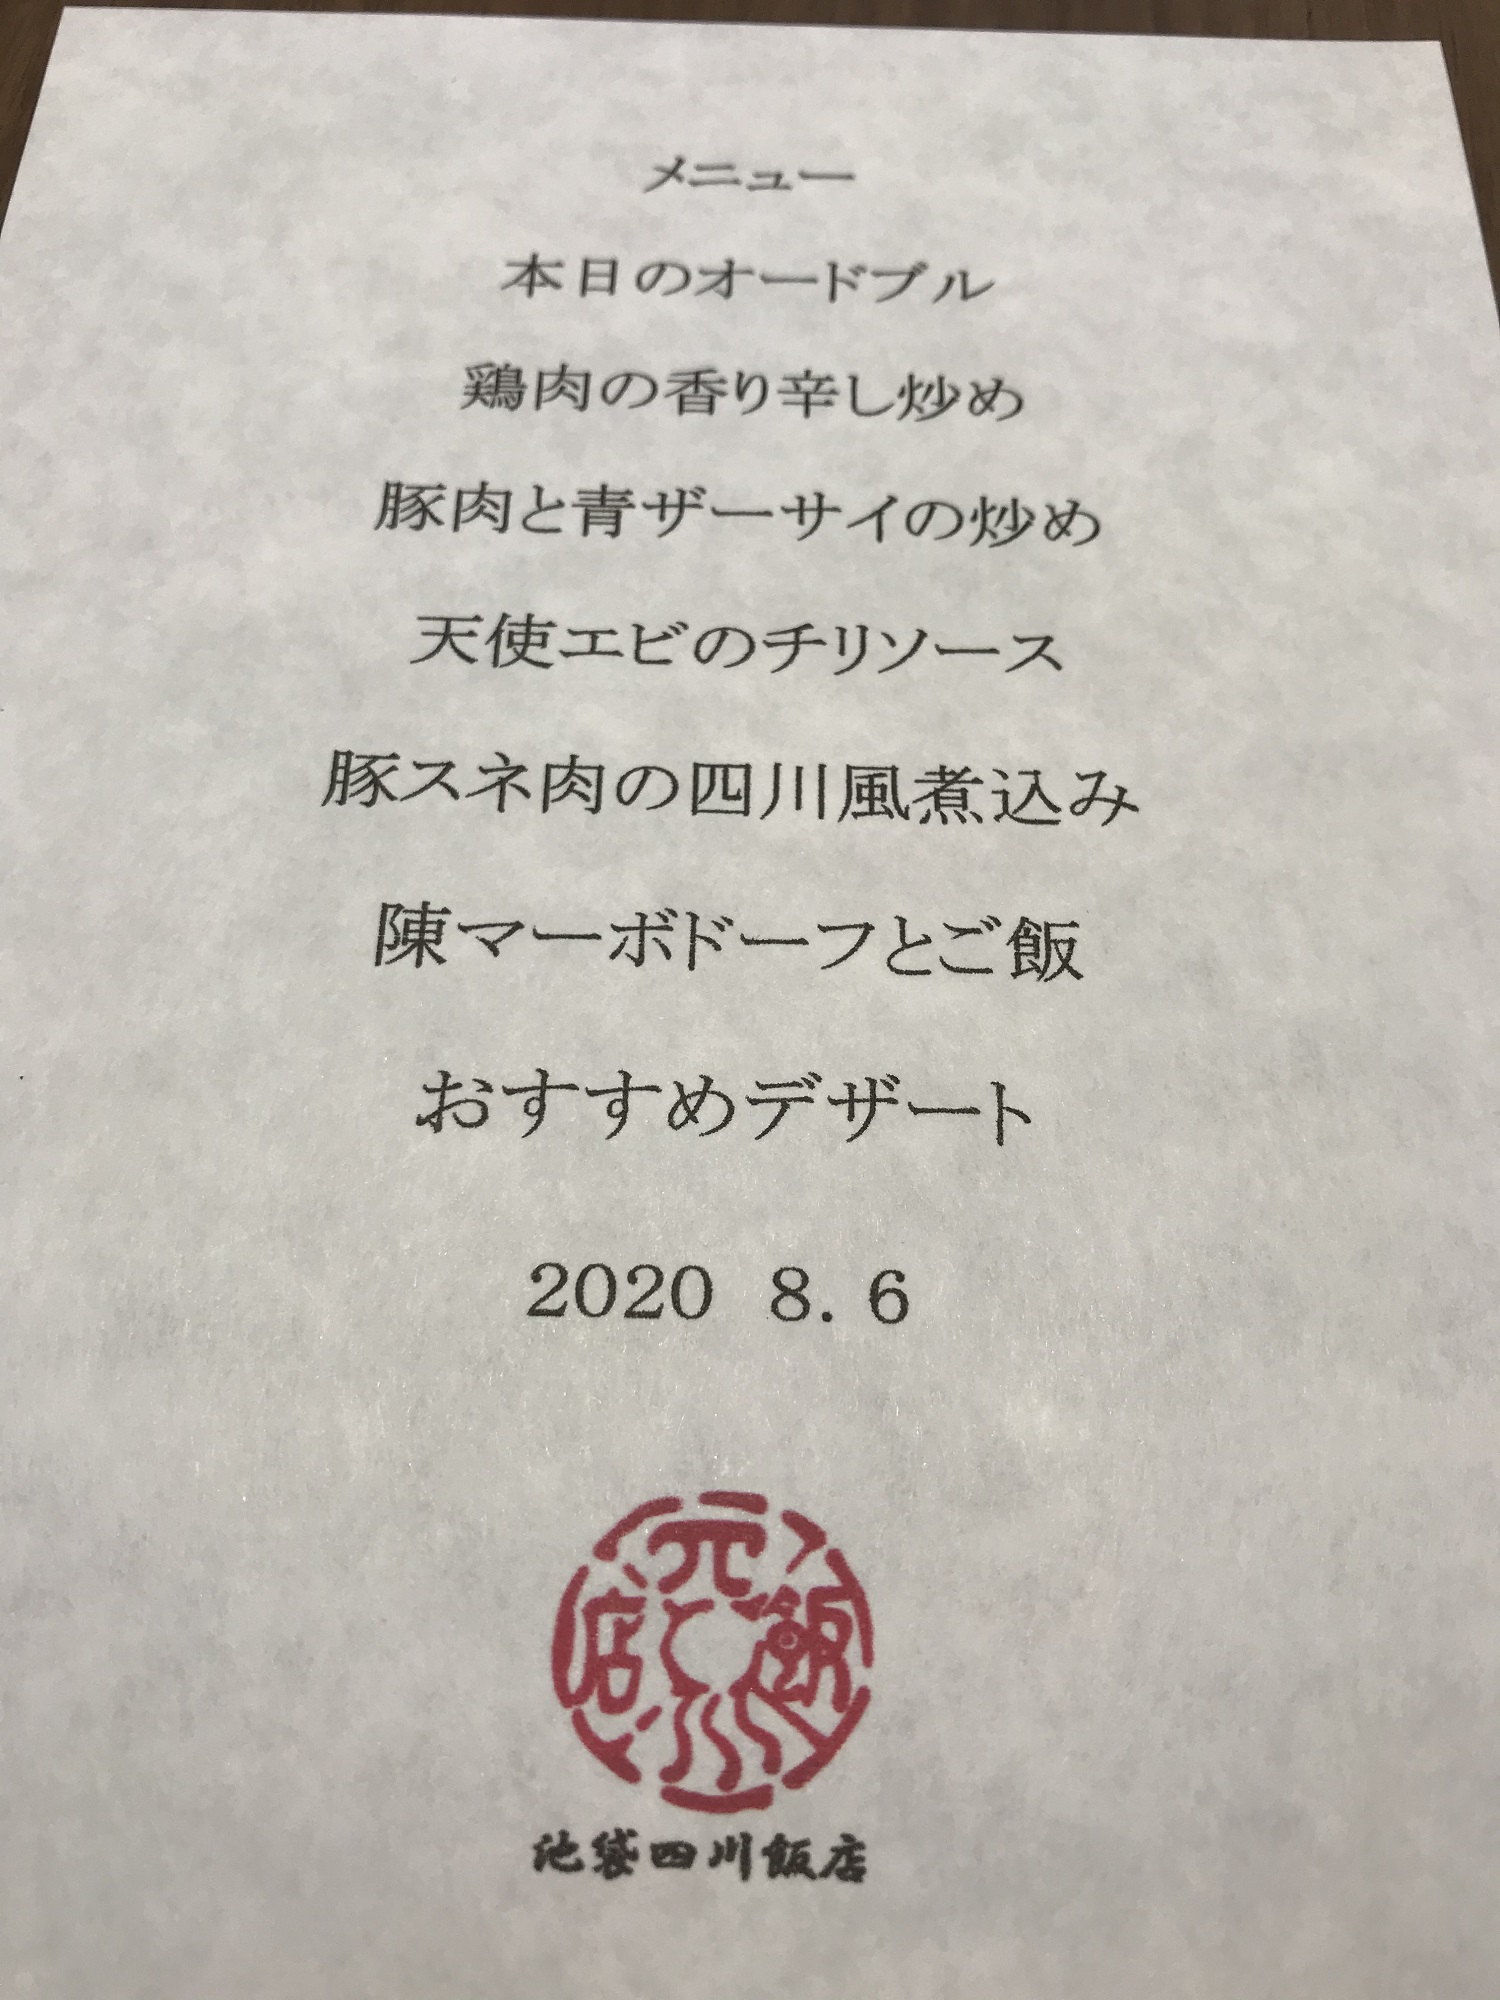 メニュー
本日のオードブル
鶏肉の香り辛し炒め
豚肉と青ザーサイの炒め
天使エビのチリソース
豚スネ肉の四川風煮込み
陳マーボドーフとご飯
おすすめデザート
2020 8. 6
四川飯店
池袋四川飯店